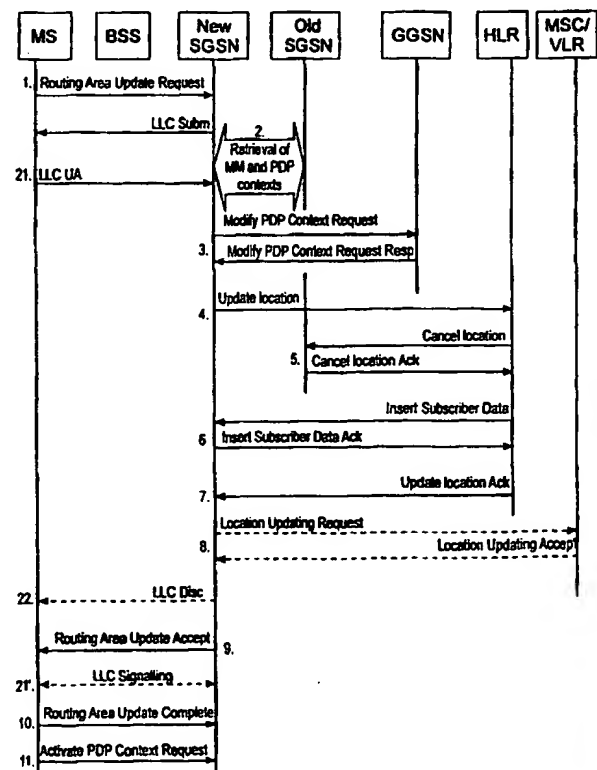 MS
BSS
New
SGSN
Old
SGSN
GGSN
HLR
MSC/
VLR
1. Routing Area Update Request
LLC Subm
2.
Retrieval of
MM and PDP
contexts
21. LLC UA
Modify PDP Context Request
3. Modify PDP Context Request Resp
4. Update location
Cancel location
5. Cancel location Ack
Insert Subscriber Data
6 Insert Subscriber Data Ack
7. Update location Ack
Location Updating Request
8. Location Updating Accept
22. LLC Disc
Routing Area Update Accept 9.
21'. LLC Signalling
10. Routing Area Update Complete
11. Activate PDP Context Request